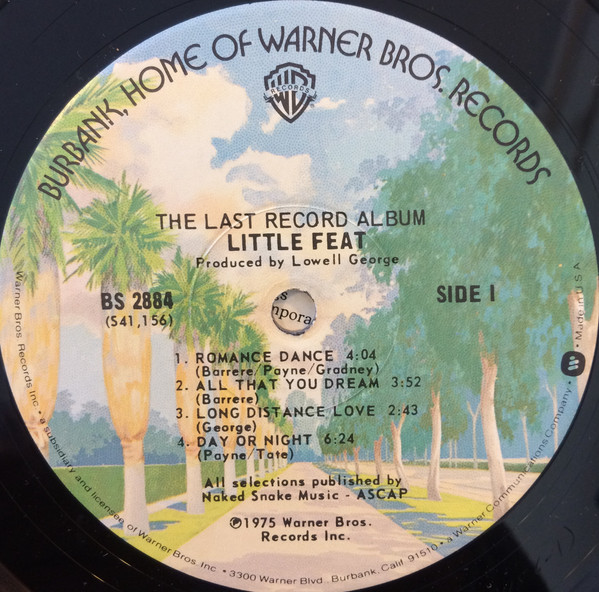 BURBANK, HOME OF WARNER BROS. RECORDS
RECORDS
THE LAST RECORD ALBUM
LITTLE FEAT
Produced by Lowell George
BS 2884
(S41,156)
SIDE 1
mpora
1. ROMANCE DANCE 4:04
(Barrere/Payne/Gradney)
2. ALL THAT YOU DREAM 3:52
(Barrere)
3. LONG DISTANCE LOVE 2:43
(George)
4. DAY OR NIGHT 6:24
(Payne/Tate)
All selections published by
Naked Snake Music - ASCAP
℗1975 Warner Bros.
Records Inc.
Warner Bros. Records Inc. • a subsidiary and licensee of Warner Bros. Inc. • 3300 Warner Blvd., Burbank, Calif. 91510 • a Warner Communications Company. • Made in U.S.A.